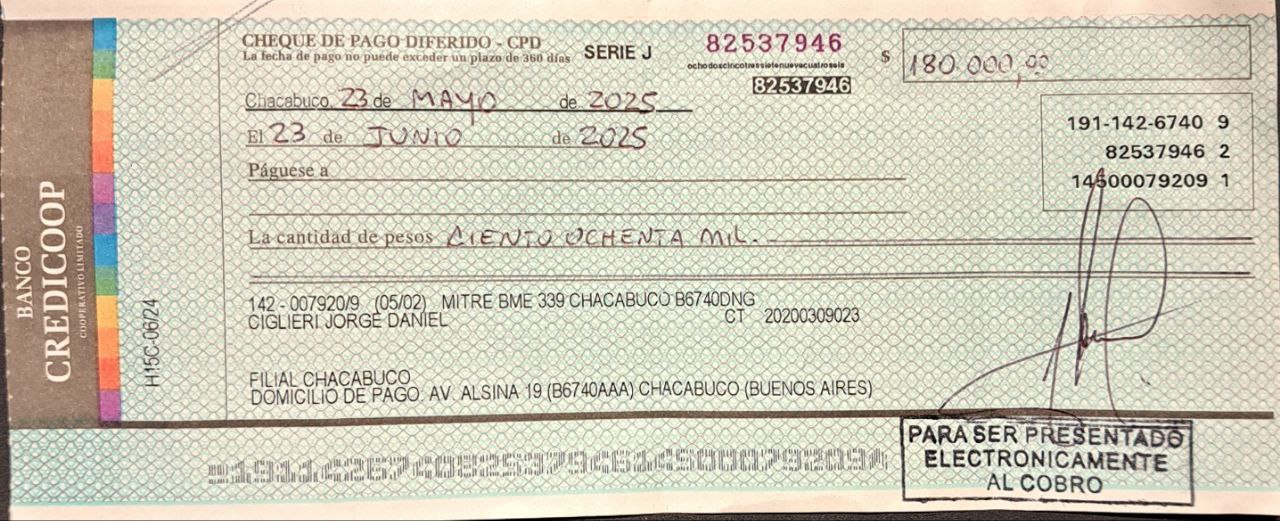 BANCO
CREDICOOP
COOPERATIVO LIMITADO
H15C-06/24
CHEQUE DE PAGO DIFERIDO - CPD
La fecha de pago no puede exceder un plazo de 360 días
SERIE J
82537946
ochodoscincotressietenuevecuatroseis
82537946
$ 180.000,00
Chacabuco, 23 de MAYO de 2025
El 23 de JUNIO de 2025
191-142-6740 9
82537946 2
14500079209 1
Páguese a
La cantidad de pesos CIENTO OCHENTA MIL.
142 - 007920/9 (05/02) MITRE BME 339 CHACABUCO B6740DNG
CIGLIERI JORGE DANIEL CT 20200309023
FILIAL CHACABUCO
DOMICILIO DE PAGO: AV. ALSINA 19 (B6740AAA) CHACABUCO (BUENOS AIRES)
PARA SER PRESENTADO
ELECTRONICAMENTE
AL COBRO